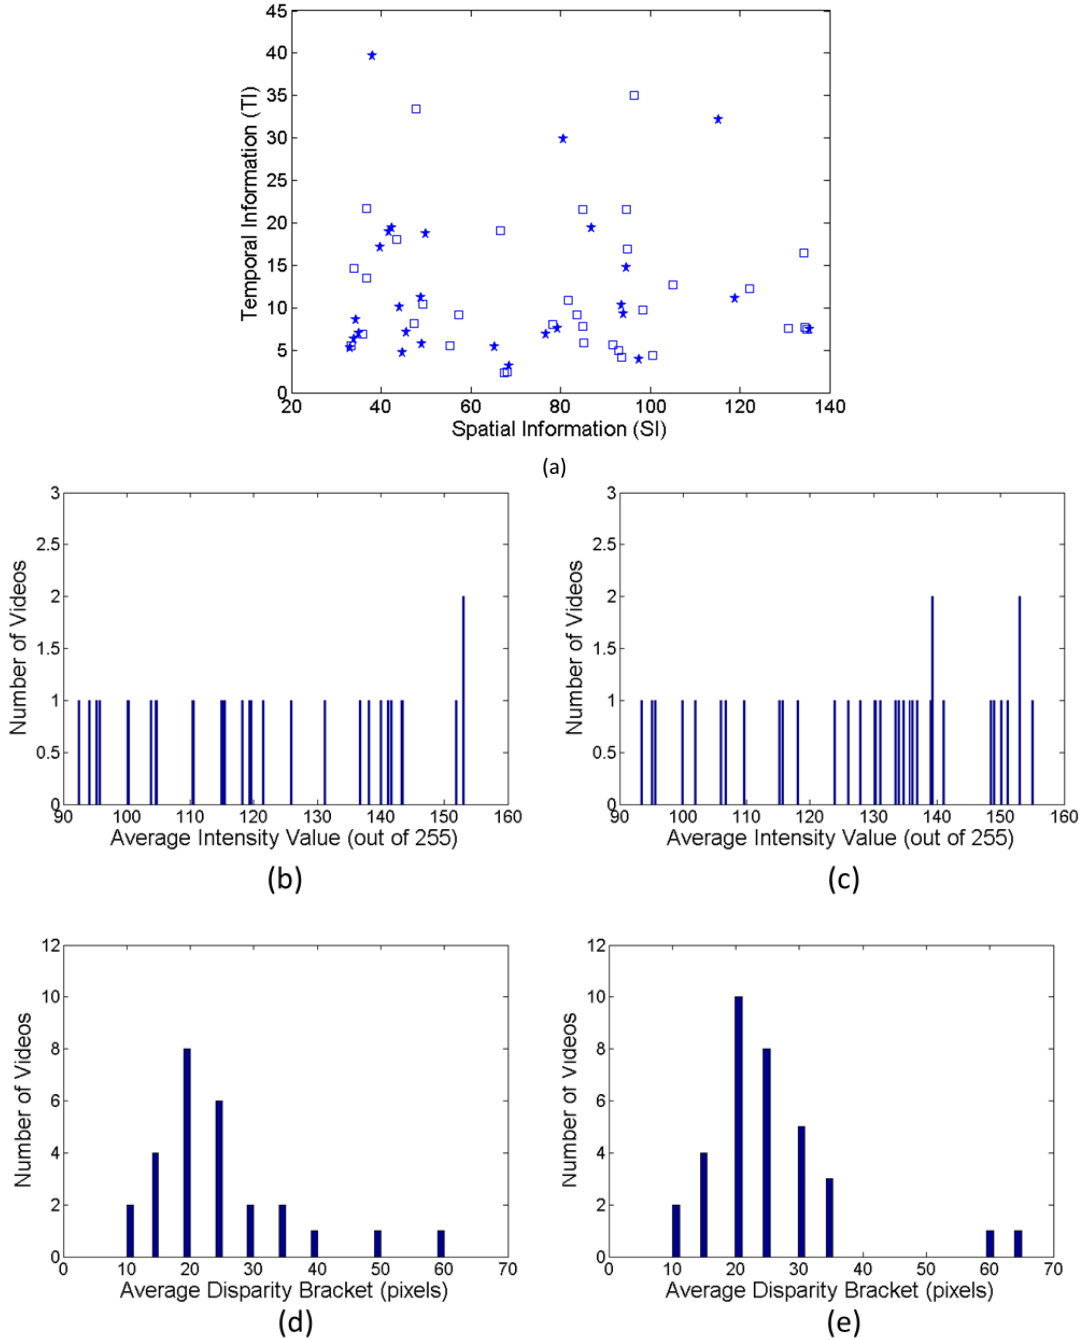 45
40
35
30
25
20
15
10
5
0
Temporal Information (TI)
20 40 60 80 100 120 140
Spatial Information (SI)
(a)
3
2.5
2
1.5
1
0.5
0
Number of Videos
90 100 110 120 130 140 150 160
Average Intensity Value (out of 255)
(b)
3
2.5
2
1.5
1
0.5
0
Number of Videos
90 100 110 120 130 140 150 160
Average Intensity Value (out of 255)
(c)
12
10
8
6
4
2
0
Number of Videos
0 10 20 30 40 50 60 70
Average Disparity Bracket (pixels)
(d)
12
10
8
6
4
2
0
Number of Videos
0 10 20 30 40 50 60 70
Average Disparity Bracket (pixels)
(e)